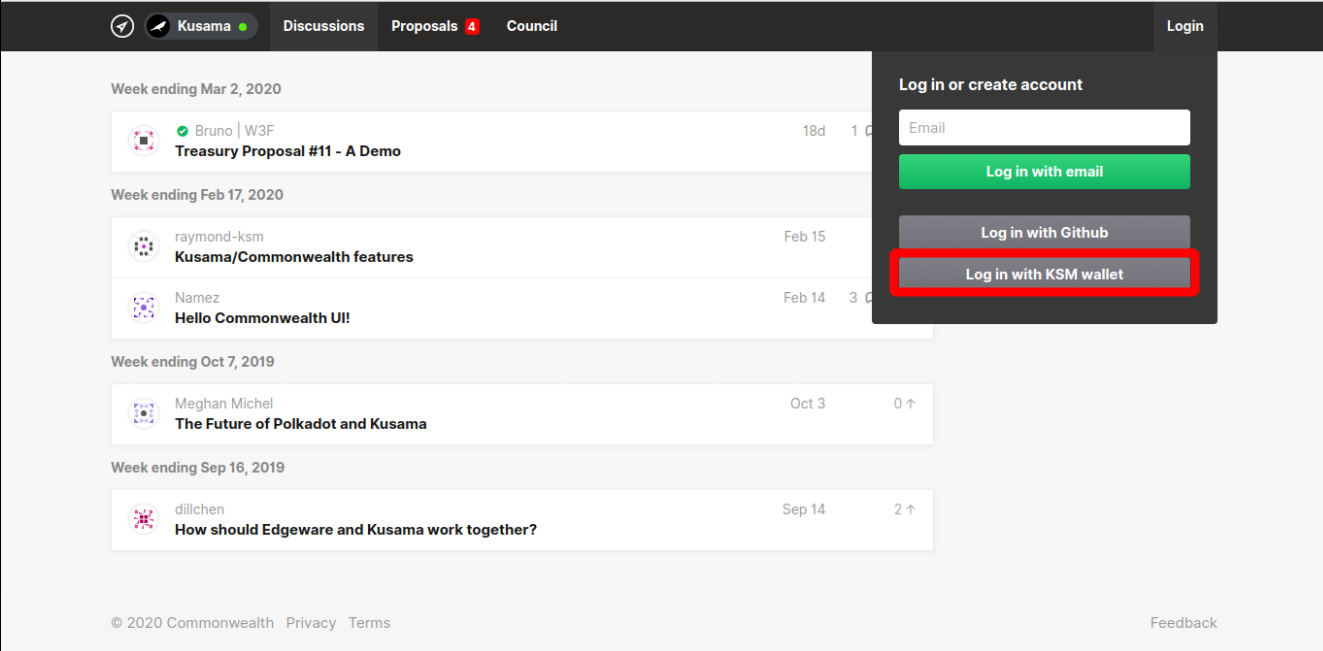 Kusama Discussions Proposals 4 Council Login
Week ending Mar 2, 2020
Bruno | W3F 18d 1
Treasury Proposal #11 - A Demo
Week ending Feb 17, 2020
raymond-ksm Feb 15
Kusama/Commonwealth features
Namez Feb 14 3
Hello Commonwealth UI!
Week ending Oct 7, 2019
Meghan Michel Oct 3 0
The Future of Polkadot and Kusama
Week ending Sep 16, 2019
dillchen Sep 14 2
How should Edgeware and Kusama work together?
Log in or create account
Email
Log in with email
Log in with Github
Log in with KSM wallet
© 2020 Commonwealth Privacy Terms Feedback